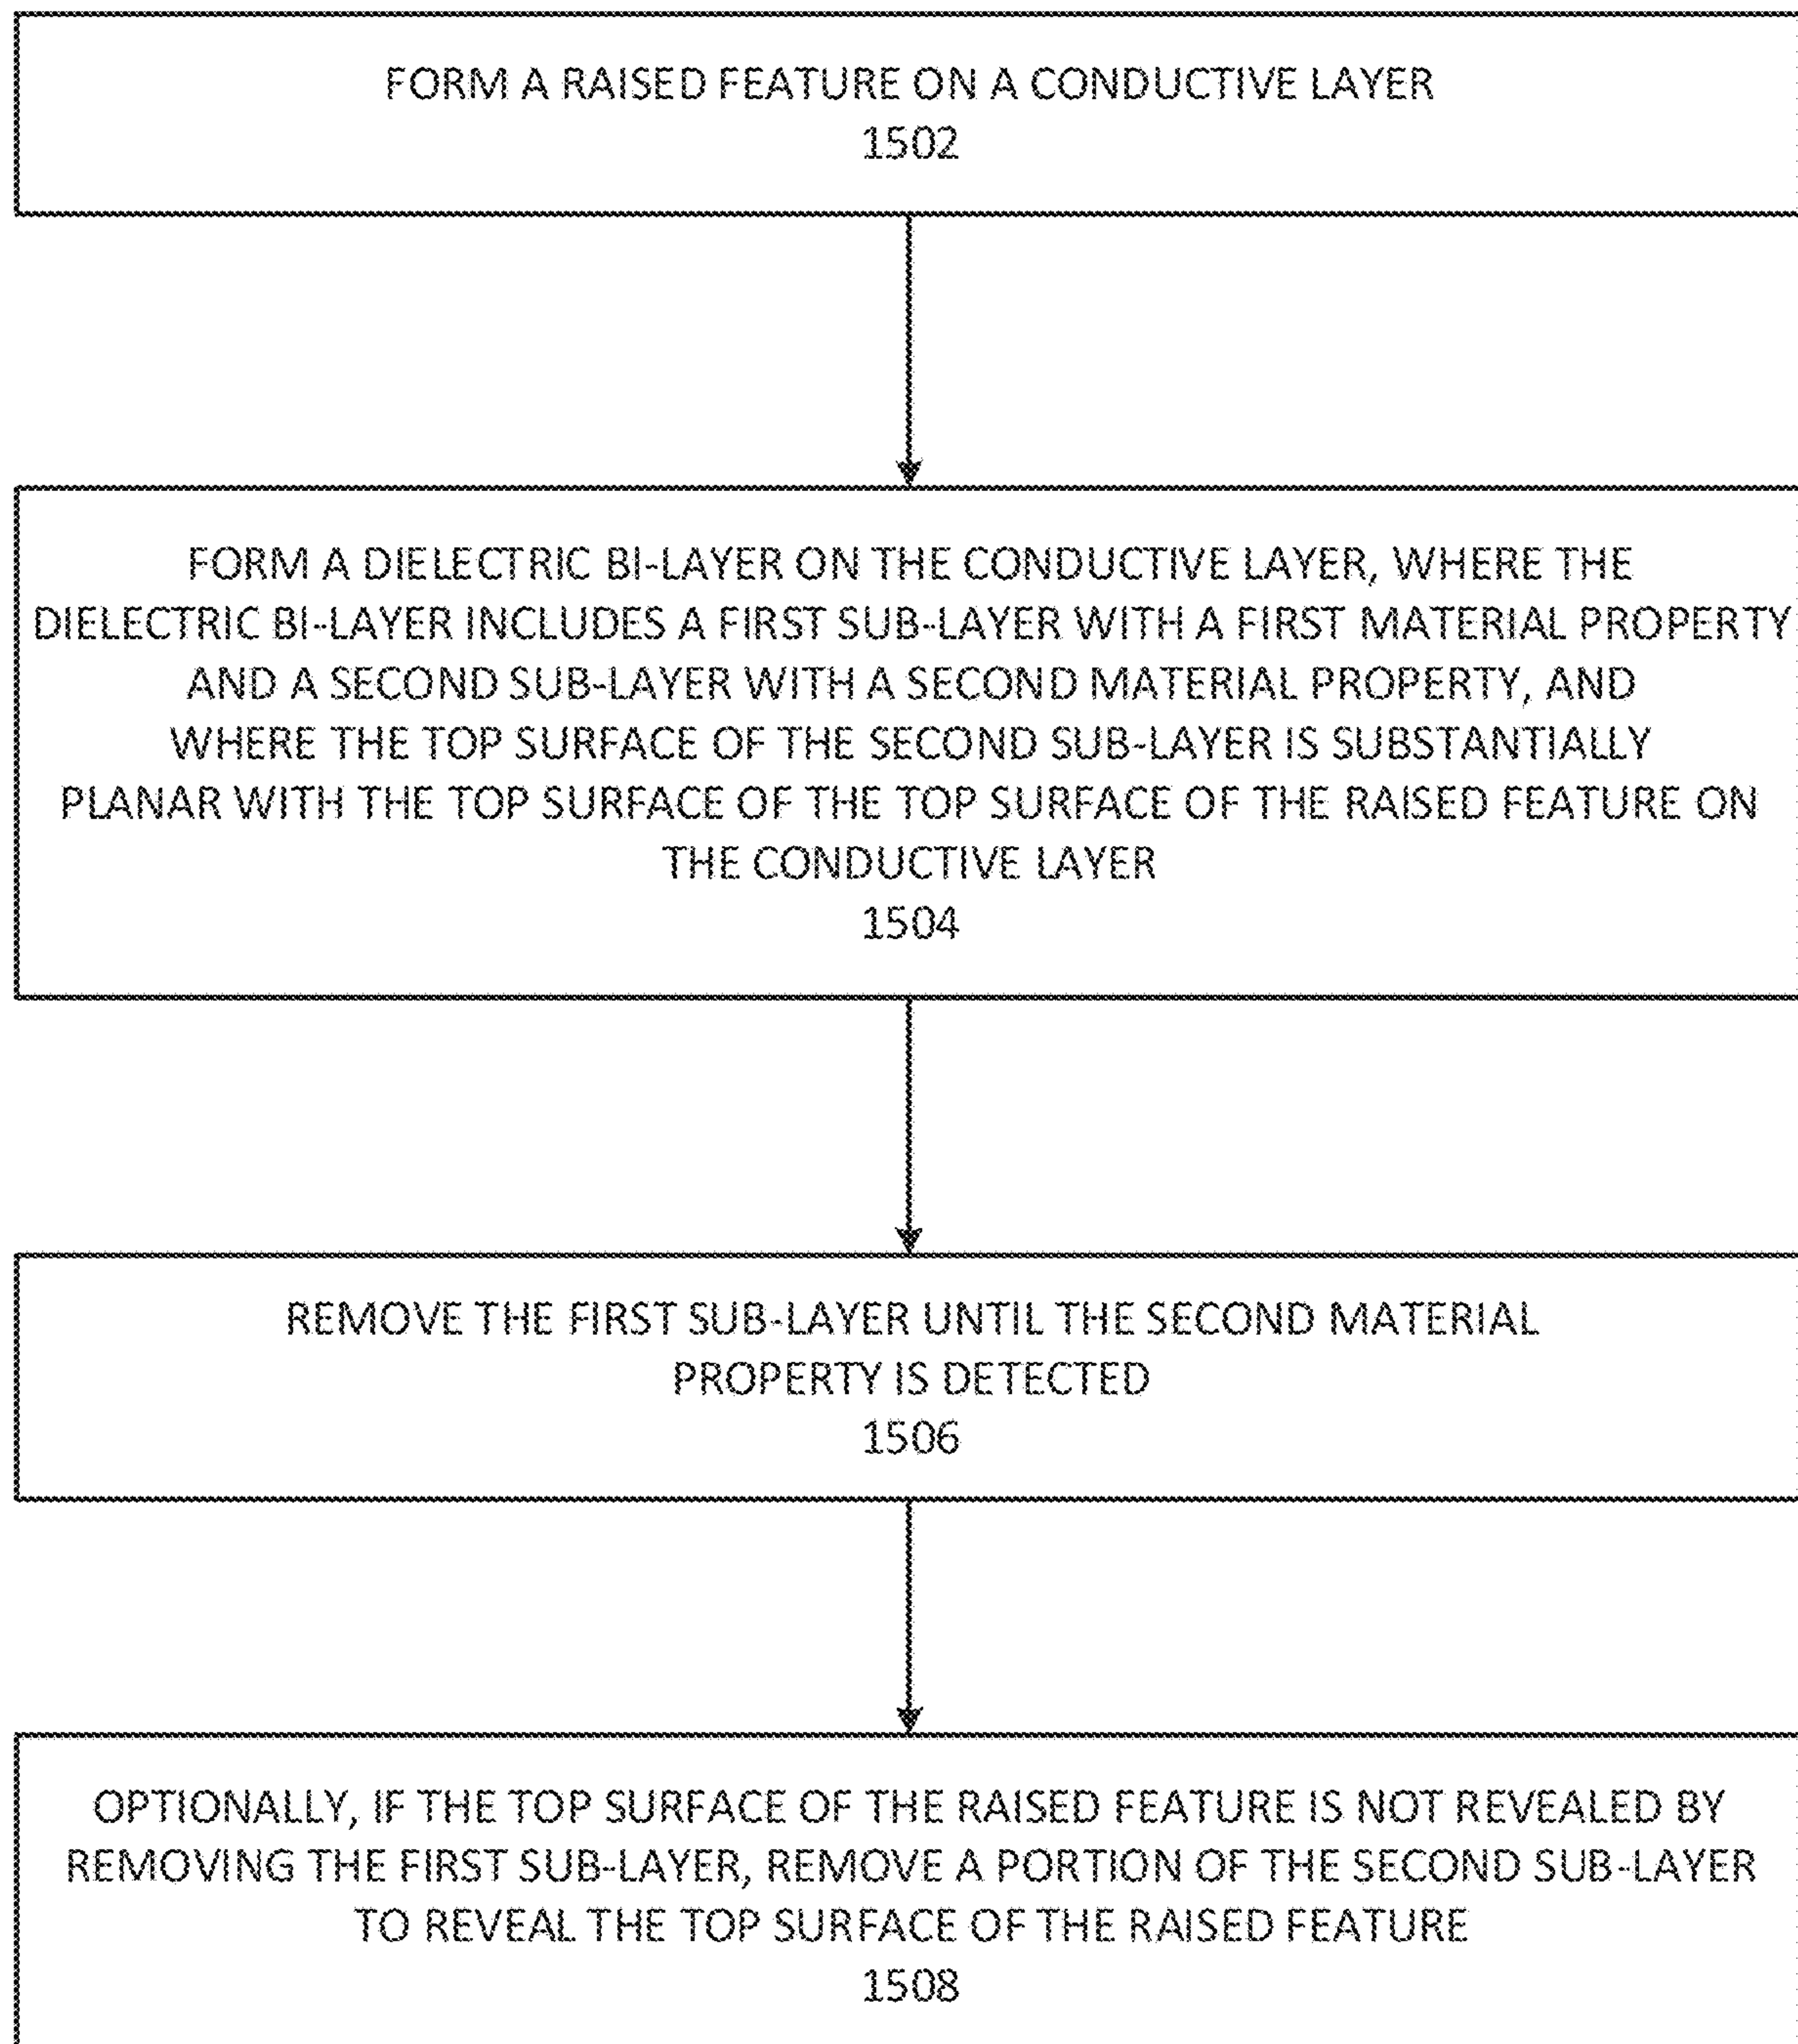 FORM A RAISED FEATURE ON A CONDUCTIVE LAYER
1502
FORM A DIELECTRIC BI-LAYER ON THE CONDUCTIVE LAYER, WHERE THE
DIELECTRIC BI-LAYER INCLUDES A FIRST SUB-LAYER WITH A FIRST MATERIAL PROPERTY
AND A SECOND SUB-LAYER WITH A SECOND MATERIAL PROPERTY, AND
WHERE THE TOP SURFACE OF THE SECOND SUB-LAYER IS SUBSTANTIALLY
PLANAR WITH THE TOP SURFACE OF THE TOP SURFACE OF THE RAISED FEATURE ON
THE CONDUCTIVE LAYER
1504
REMOVE THE FIRST SUB-LAYER UNTIL THE SECOND MATERIAL
PROPERTY IS DETECTED
1506
OPTIONALLY, IF THE TOP SURFACE OF THE RAISED FEATURE IS NOT REVEALED BY
REMOVING THE FIRST SUB-LAYER, REMOVE A PORTION OF THE SECOND SUB-LAYER
TO REVEAL THE TOP SURFACE OF THE RAISED FEATURE
1508